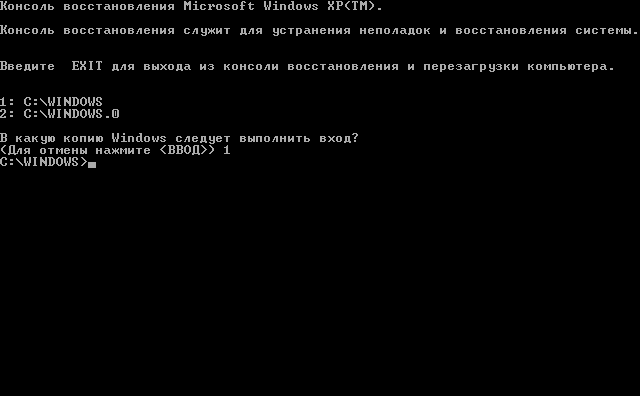 Консоль восстановления Microsoft Windows XP(TM).
Консоль восстановления служит для устранения неполадок и восстановления системы.
Введите  EXIT для выхода из консоли восстановления и перезагрузки компьютера.
1: C:\WINDOWS
2: C:\WINDOWS.0
В какую копию Windows следует выполнить вход?
(Для отмены нажмите <ВВОД>) 1
C:\WINDOWS>